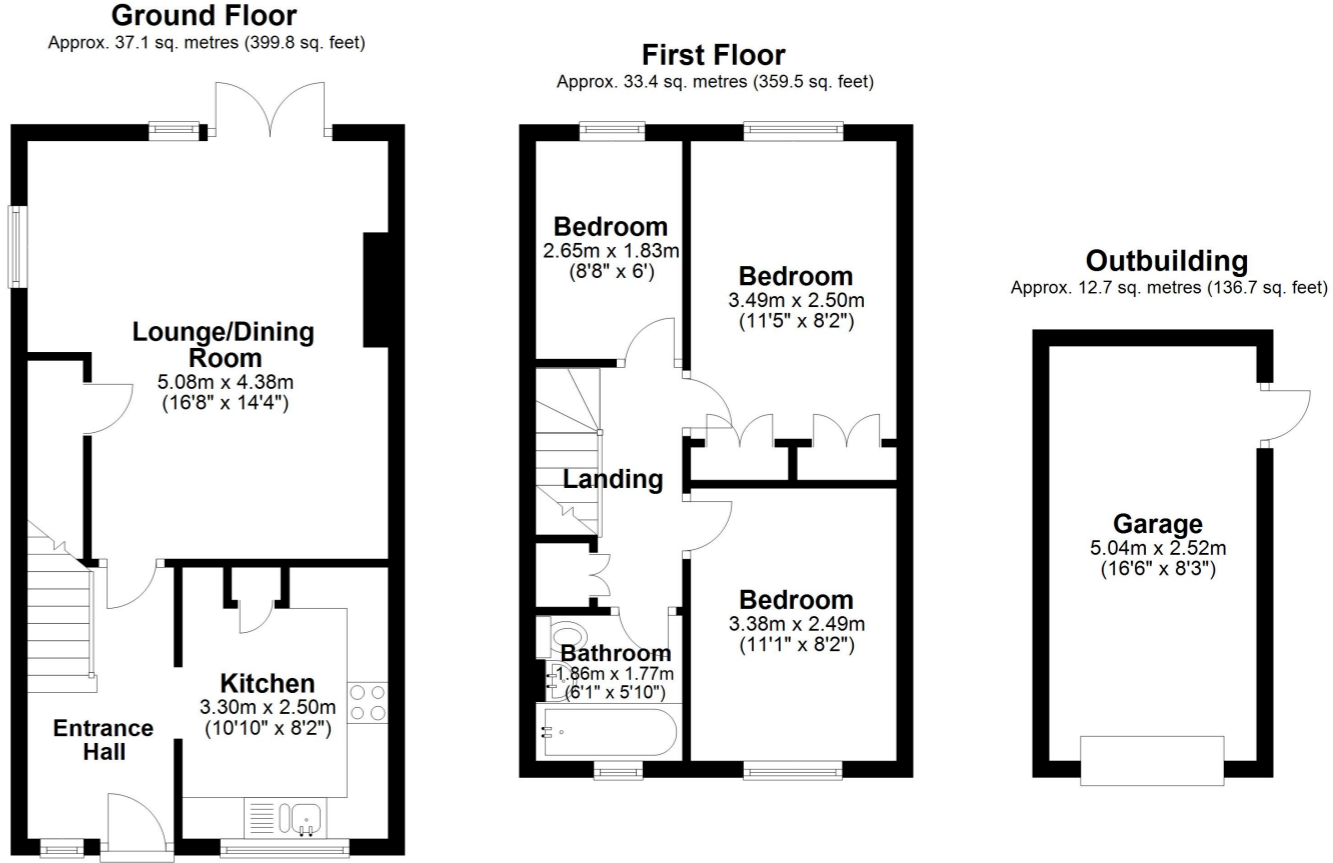 Ground Floor
Approx. 37.1 sq. metres (399.8 sq. feet)
Lounge/Dining
Room
5.08m x 4.38m
(16'8" x 14'4")
Kitchen
3.30m x 2.50m
(10'10" x 8'2")
Entrance
Hall
First Floor
Approx. 33.4 sq. metres (359.5 sq. feet)
Bedroom
2.65m x 1.83m
(8'8" x 6')
Bedroom
3.49m x 2.50m
(11'5" x 8'2")
Landing
Bedroom
3.38m x 2.49m
(11'1" x 8'2")
Bathroom
1.86m x 1.77m
(6'1" x 5'10")
Outbuilding
Approx. 12.7 sq. metres (136.7 sq. feet)
Garage
5.04m x 2.52m
(16'6" x 8'3")